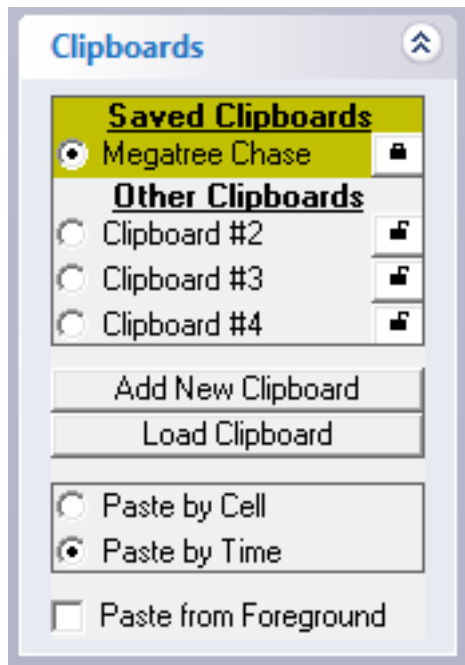 Clipboards
Saved Clipboards
Megatree Chase
Other Clipboards
Clipboard #2
Clipboard #3
Clipboard #4
Add New Clipboard
Load Clipboard
Paste by Cell
Paste by Time
Paste from Foreground